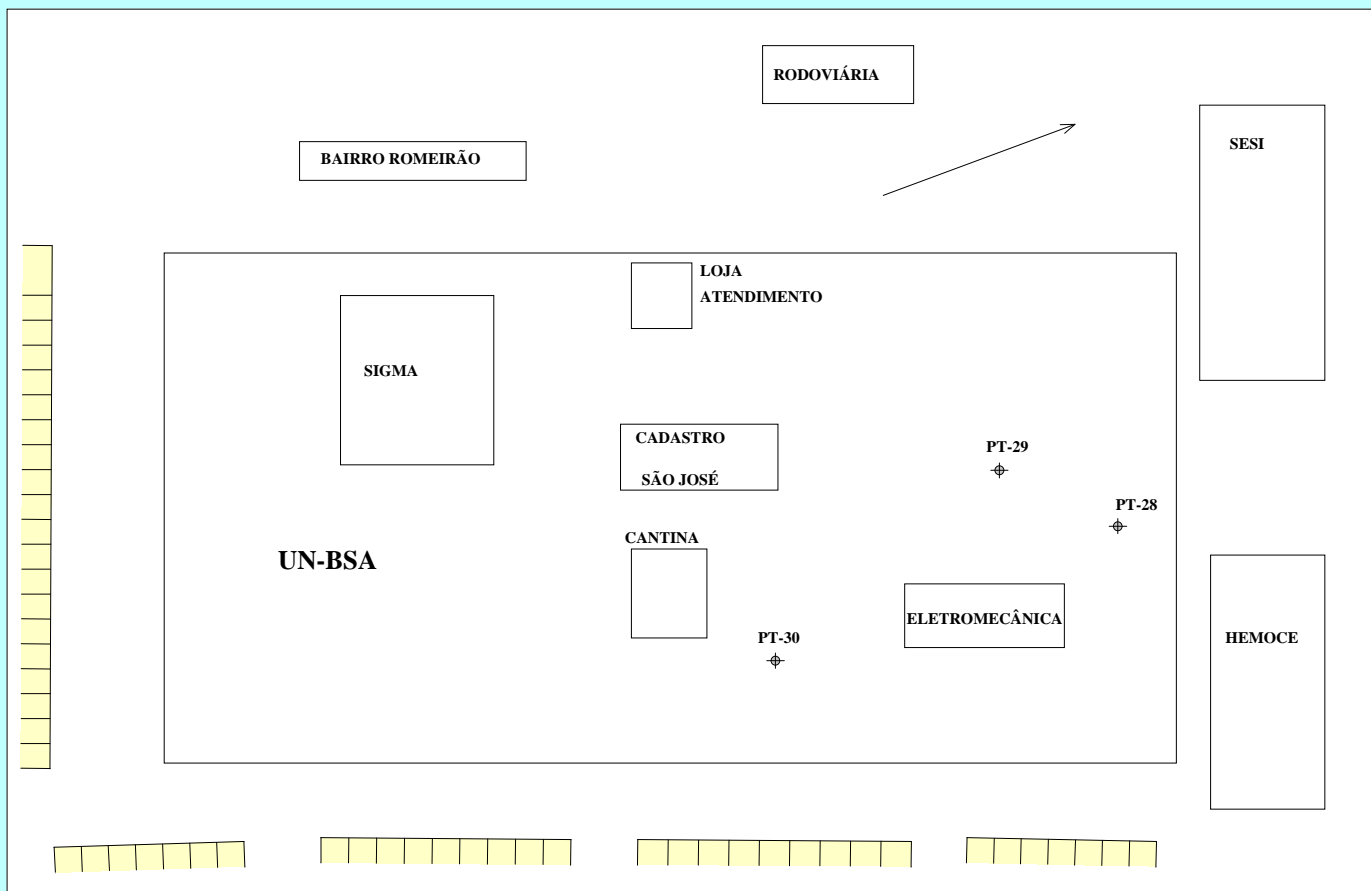 RODOVIÁRIA
SESI
BAIRRO ROMEIRÃO
LOJA
ATENDIMENTO
SIGMA
CADASTRO
SÃO JOSÉ
PT-29
PT-28
CANTINA
UN-BSA
ELETROMECÂNICA
PT-30
HEMOCE